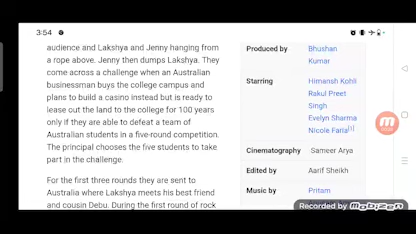 3:54
audience and Lakshya and Jenny hanging from
a rope above. Jenny then dumps Lakshya. They
come across a challenge when an Australian
businessman buys the college campus and
plans to build a casino instead but is ready to
lease out the land to the college for 100 years
only if they are able to defeat a team of
Australian students in a five-round competition.
The principal chooses the five students to take
part in the challenge.
For the first three rounds they are sent to
Australia where Lakshya meets his best friend
and cousin Debu. During the first round of rock
Produced by Bhushan
Kumar
Starring Himansh Kohli
Rakul Preet
Singh
Evelyn Sharma
Nicole Faria[1]
Cinematography Sameer Arya
Edited by Aarif Sheikh
Music by Pritam
Recorded by mobizen